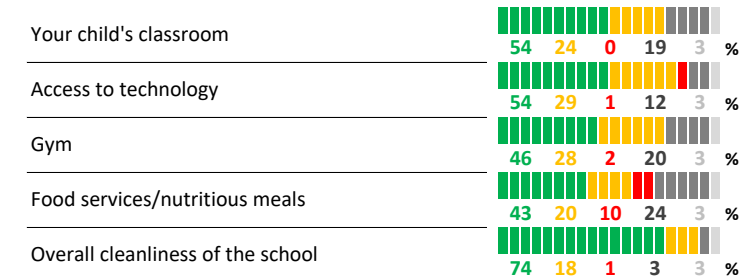 Your child's classroom
54 24 0 19 3 %
Access to technology
54 29 1 12 3 %
Gym
46 28 2 20 3 %
Food services/nutritious meals
43 20 10 24 3 %
Overall cleanliness of the school
74 18 1 3 3 %